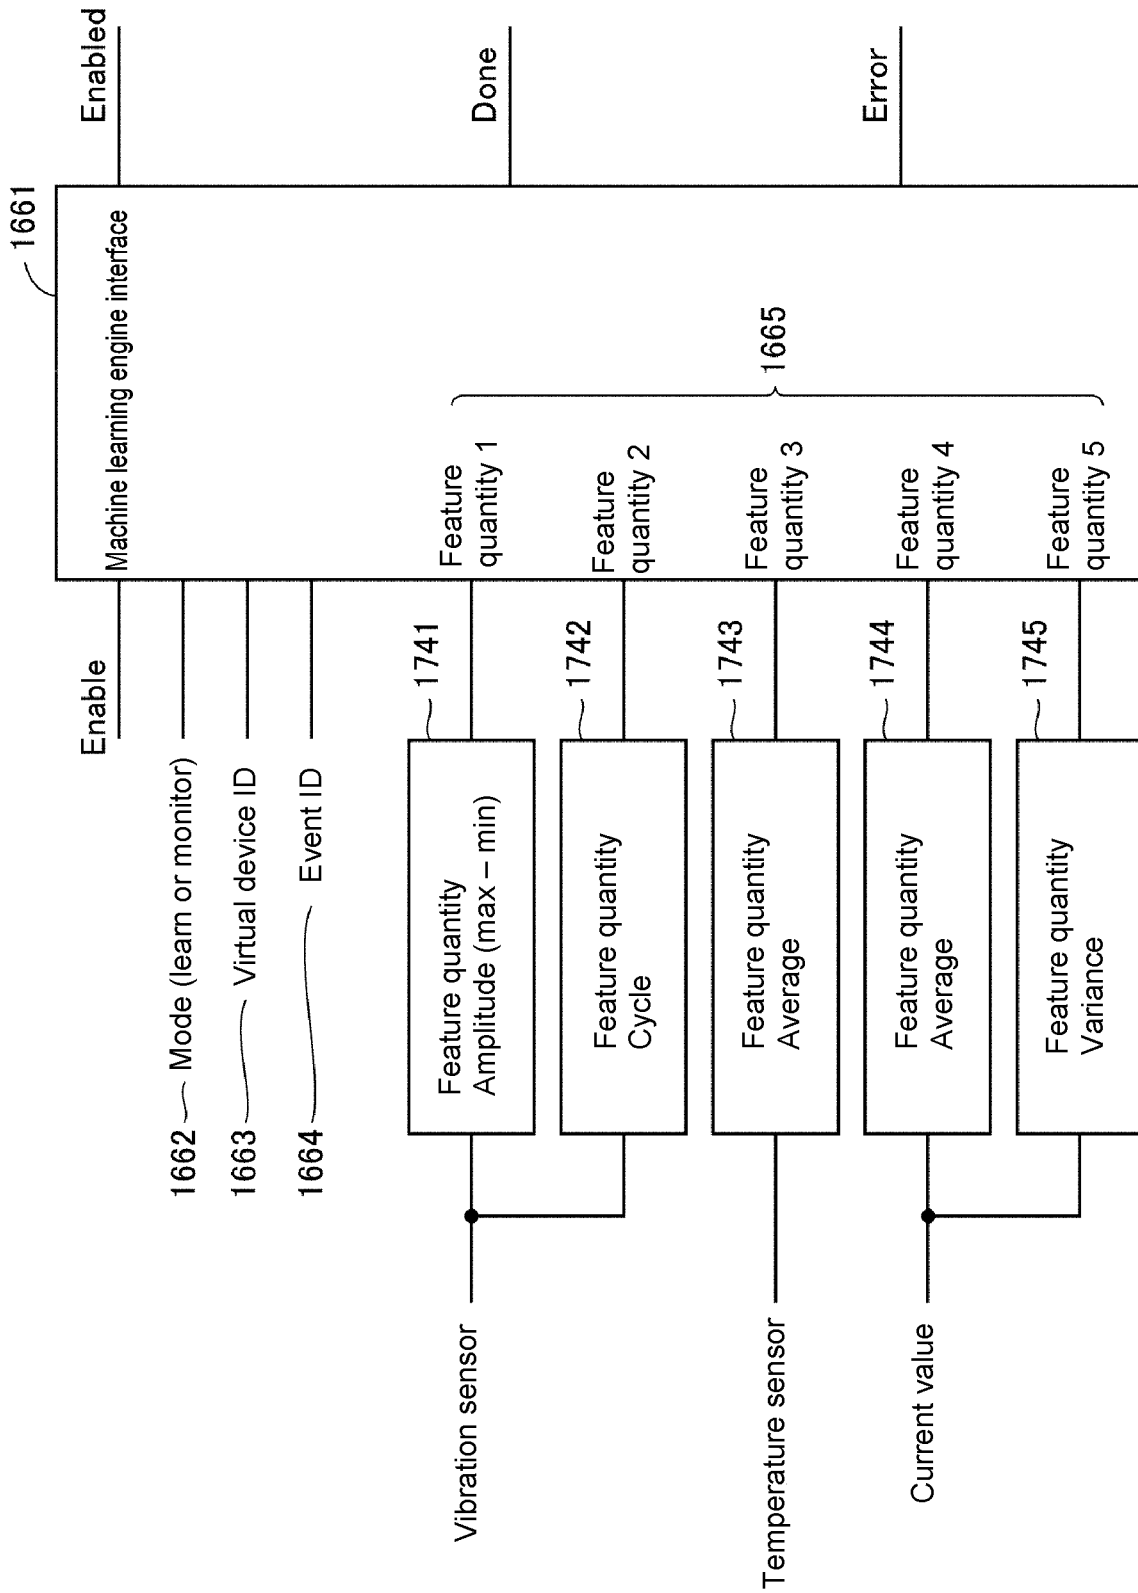 1661
Enable
Machine learning engine interface
Enabled
1662
Mode (learn or monitor)
1663
Virtual device ID
1664
Event ID
Vibration sensor
Feature quantity
Amplitude (max – min)
1741
Feature
quantity 1
Done
Feature quantity
Cycle
1742
Feature
quantity 2
Temperature sensor
Feature quantity
Average
1743
Feature
quantity 3
1665
Current value
Feature quantity
Average
1744
Feature
quantity 4
Error
Feature quantity
Variance
1745
Feature
quantity 5